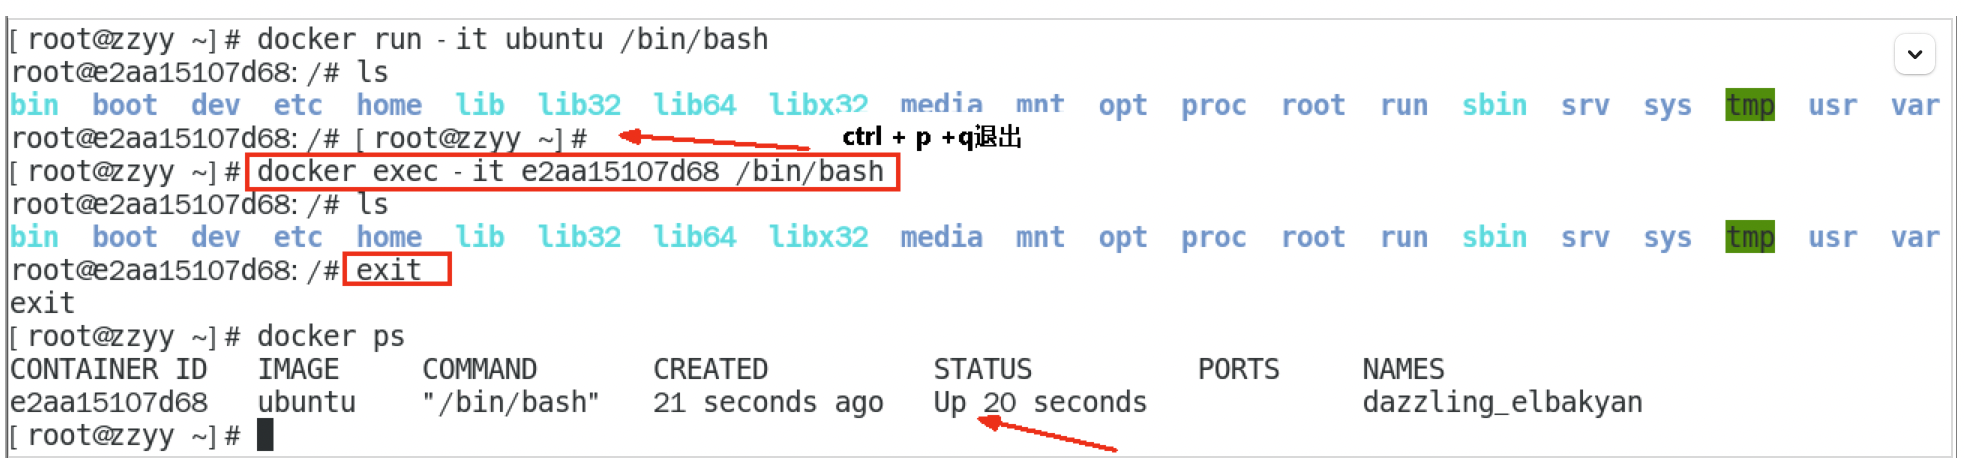 [root@zzyy ~]# docker run -it ubuntu /bin/bash
root@e2aa15107d68:/# ls
bin boot dev etc home lib lib32 lib64 libx32 media mnt opt proc root run sbin srv sys tmp usr var
root@e2aa15107d68:/# [root@zzyy ~]# ctrl + p +q退出
[root@zzyy ~]# docker exec -it e2aa15107d68 /bin/bash
root@e2aa15107d68:/# ls
bin boot dev etc home lib lib32 lib64 libx32 media mnt opt proc root run sbin srv sys tmp usr var
root@e2aa15107d68:/# exit
exit
[root@zzyy ~]# docker ps
CONTAINER ID IMAGE COMMAND CREATED STATUS PORTS NAMES
e2aa15107d68 ubuntu "/bin/bash" 21 seconds ago Up 20 seconds dazzling_elbakyan
[root@zzyy ~]#